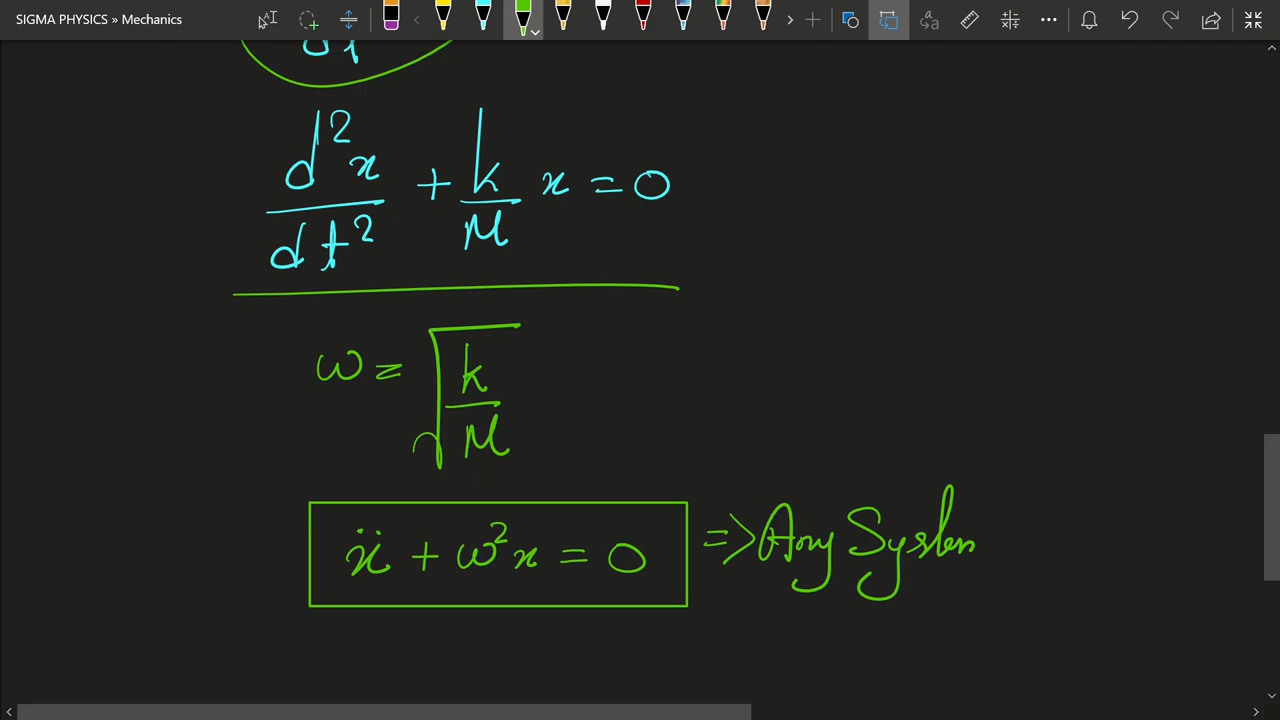 SIGMA PHYSICS » Mechanics
d²x/dt² + k/M x = 0
ω = √(k/M)
ẍ + ω²x = 0 => Any System